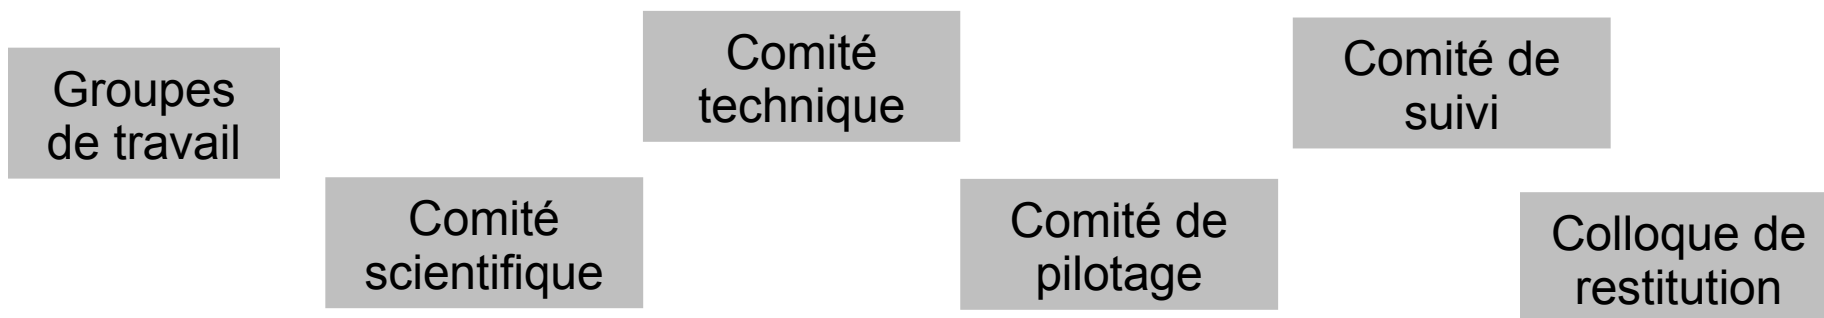 Groupes
de travail
Comité
scientifique
Comité
technique
Comité de
pilotage
Comité de
suivi
Colloque de
restitution